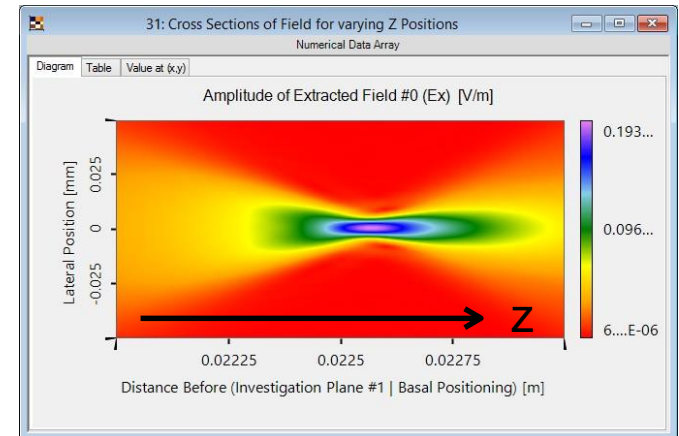 31: Cross Sections of Field for varying Z Positions
Numerical Data Array
Diagram Table Value at (x,y)
Amplitude of Extracted Field #0 (Ex) [V/m]
0.193...
0.096...
6....E-06
Lateral Position [mm]
0.025
0
-0.025
Z
0.02225 0.0225 0.02275
Distance Before (Investigation Plane #1 | Basal Positioning) [m]